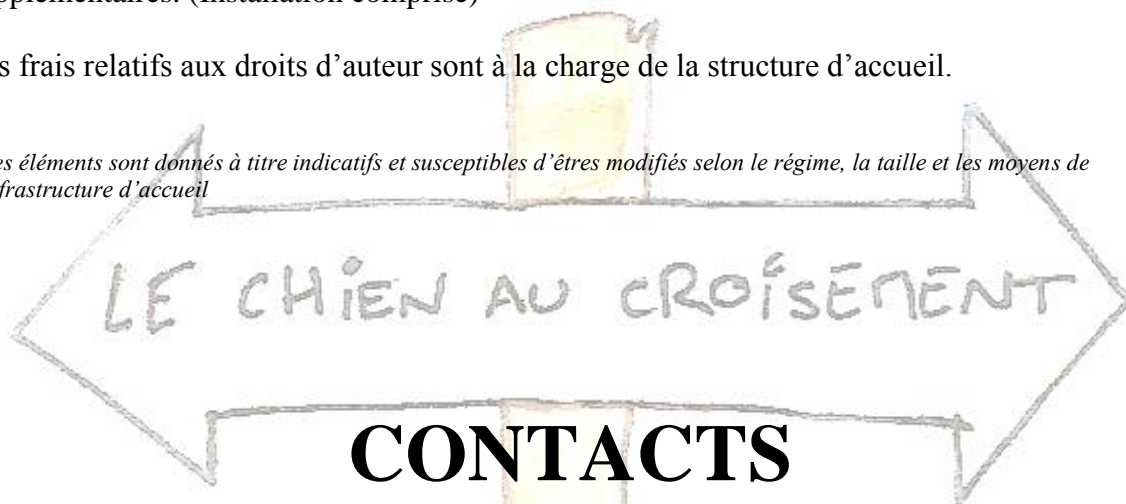 supplémentaires. (Installation comprise)
s frais relatifs aux droits d’auteur sont à la charge de la structure d’accueil.
es éléments sont donnés à titre indicatifs et susceptibles d’êtres modifiés selon le régime, la taille et les moyens de
frastructure d’accueil
LE CHIEN AU CROISEMENT
CONTACTS